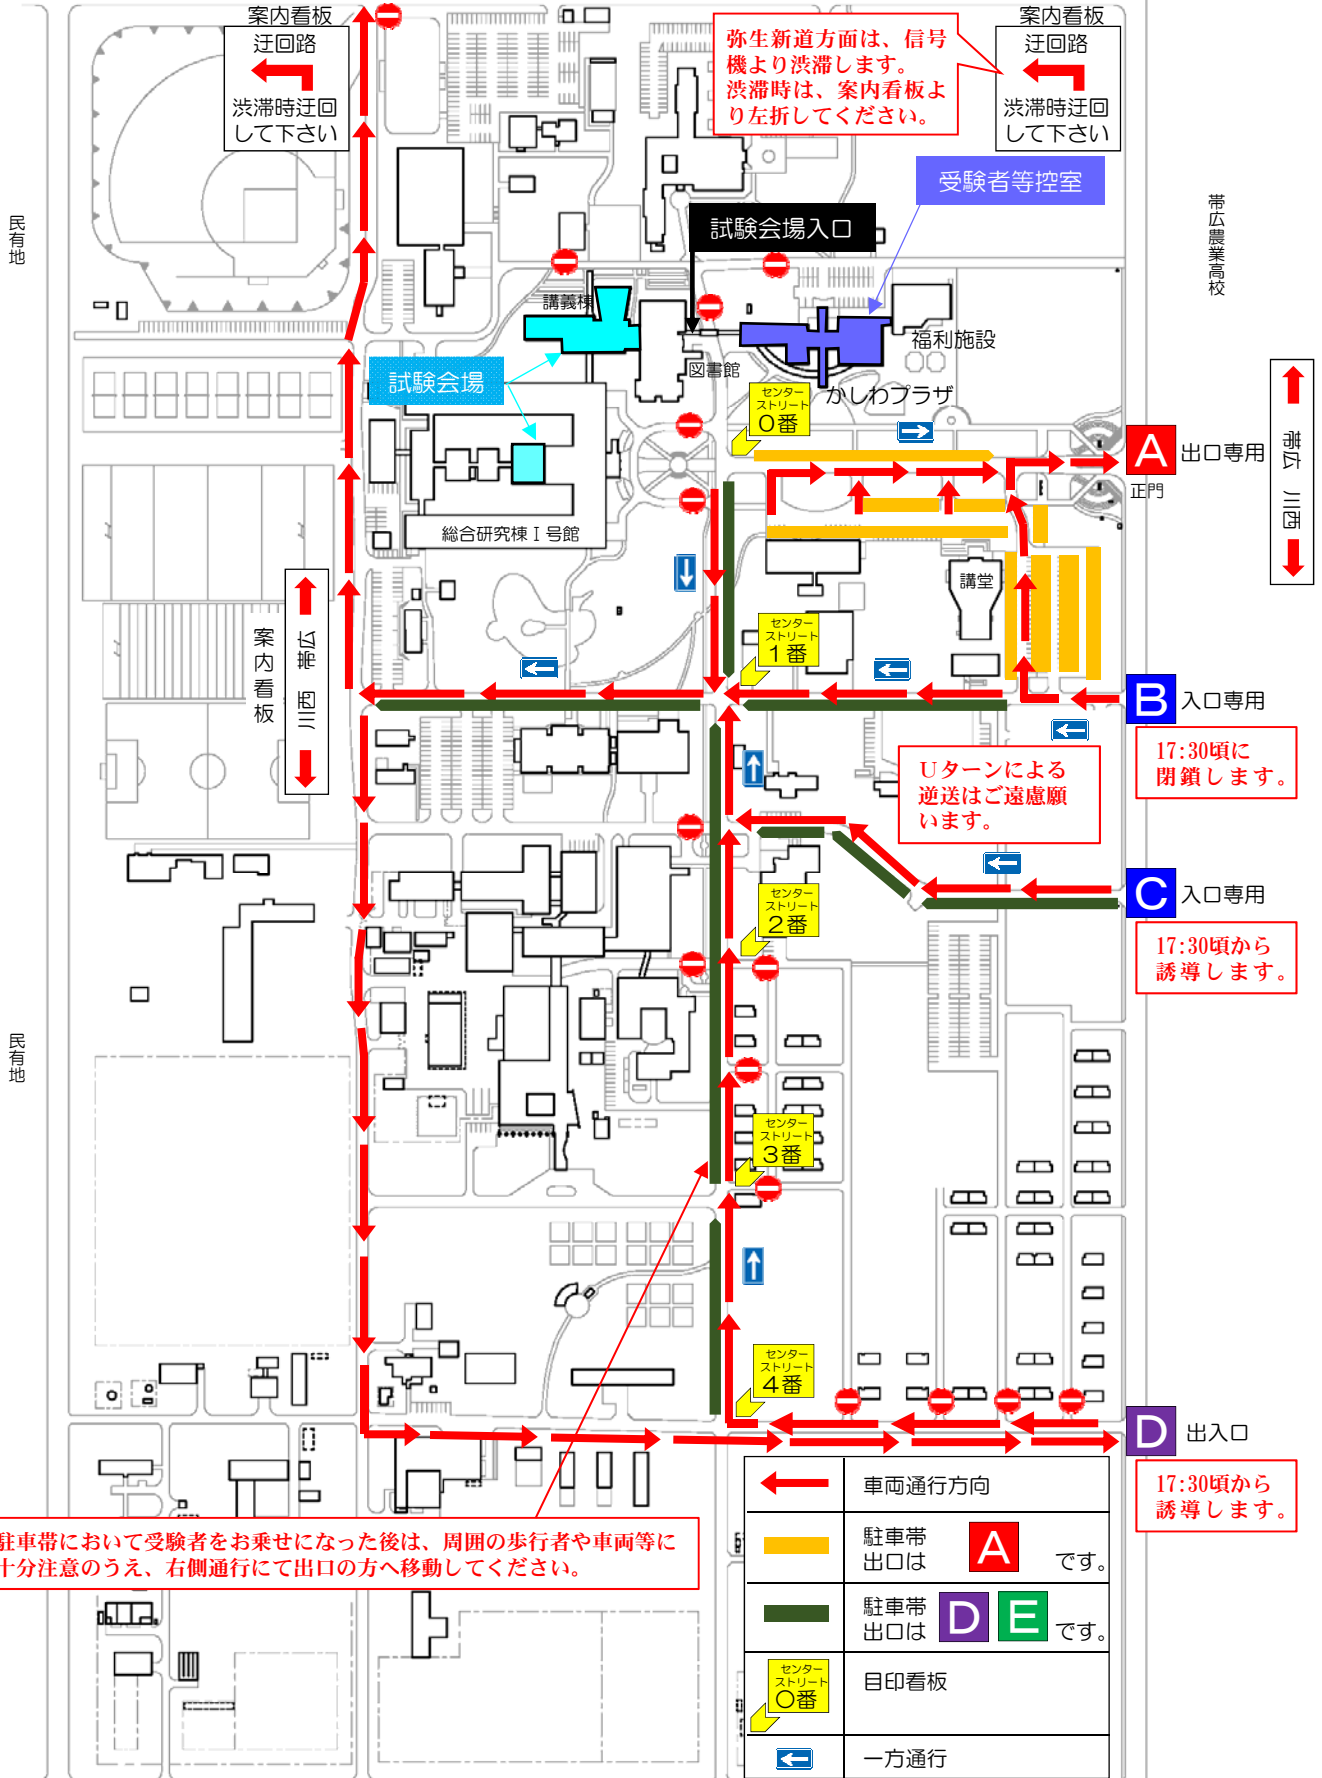 案内看板
迂回路
渋滞時迂回
して下さい
弥生新道方面は、信号
機より渋滞します。
渋滞時は、案内看板よ
り左折してください。
案内看板
迂回路
渋滞時迂回
して下さい
受験者等控室
試験会場入口
民有地
帯広農業高校
講義棟
図書館
福利施設
かしわプラザ
試験会場
センター
ストリート
0番
A
出口専用
正門
帯広 川西
総合研究棟Ⅰ号館
講堂
センター
ストリート
1番
案内看板
川西 帯広
B
入口専用
17:30頃に
閉鎖します。
Uターンによる
逆送はご遠慮願
います。
C
入口専用
17:30頃から
誘導します。
センター
ストリート
2番
民有地
センター
ストリート
3番
センター
ストリート
4番
D
出入口
17:30頃から
誘導します。
駐車帯において受験者をお乗せになった後は、周囲の歩行者や車両等に
十分注意のうえ、右側通行にて出口の方へ移動してください。
車両通行方向
駐車帯
出口は A です。
駐車帯
出口は D E です。
センター
ストリート
○番
目印看板
一方通行